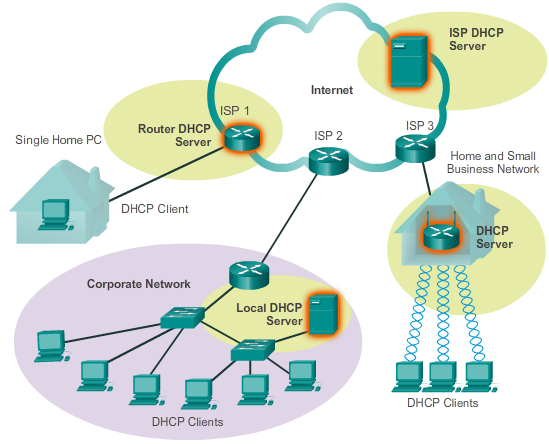 ISP DHCP
Server
Internet
ISP 1
Router DHCP
Server
ISP 2
ISP 3
Single Home PC
Home and Small
Business Network
DHCP Client
DHCP
Server
Corporate Network
Local DHCP
Server
DHCP Clients
DHCP Clients